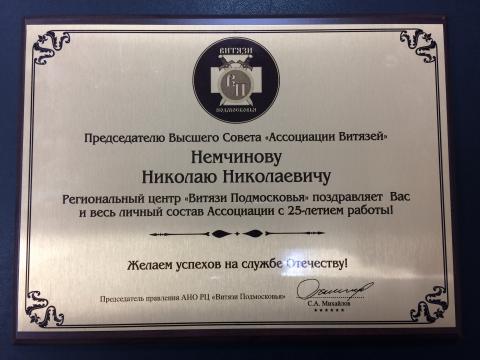 ВИТЯЗИ
ПОДМОСКОВЬЯ
Председателю Высшего Совета «Ассоциации Витязей»
Немчинову
Николаю Николаевичу
Региональный центр «Витязи Подмосковья» поздравляет Вас
и весь личный состав Ассоциации с 25-летием работы!
Желаем успехов на службе Отечеству!
Председатель правления АНО РЦ «Витязи Подмосковья»
С.А. Михайлов
******